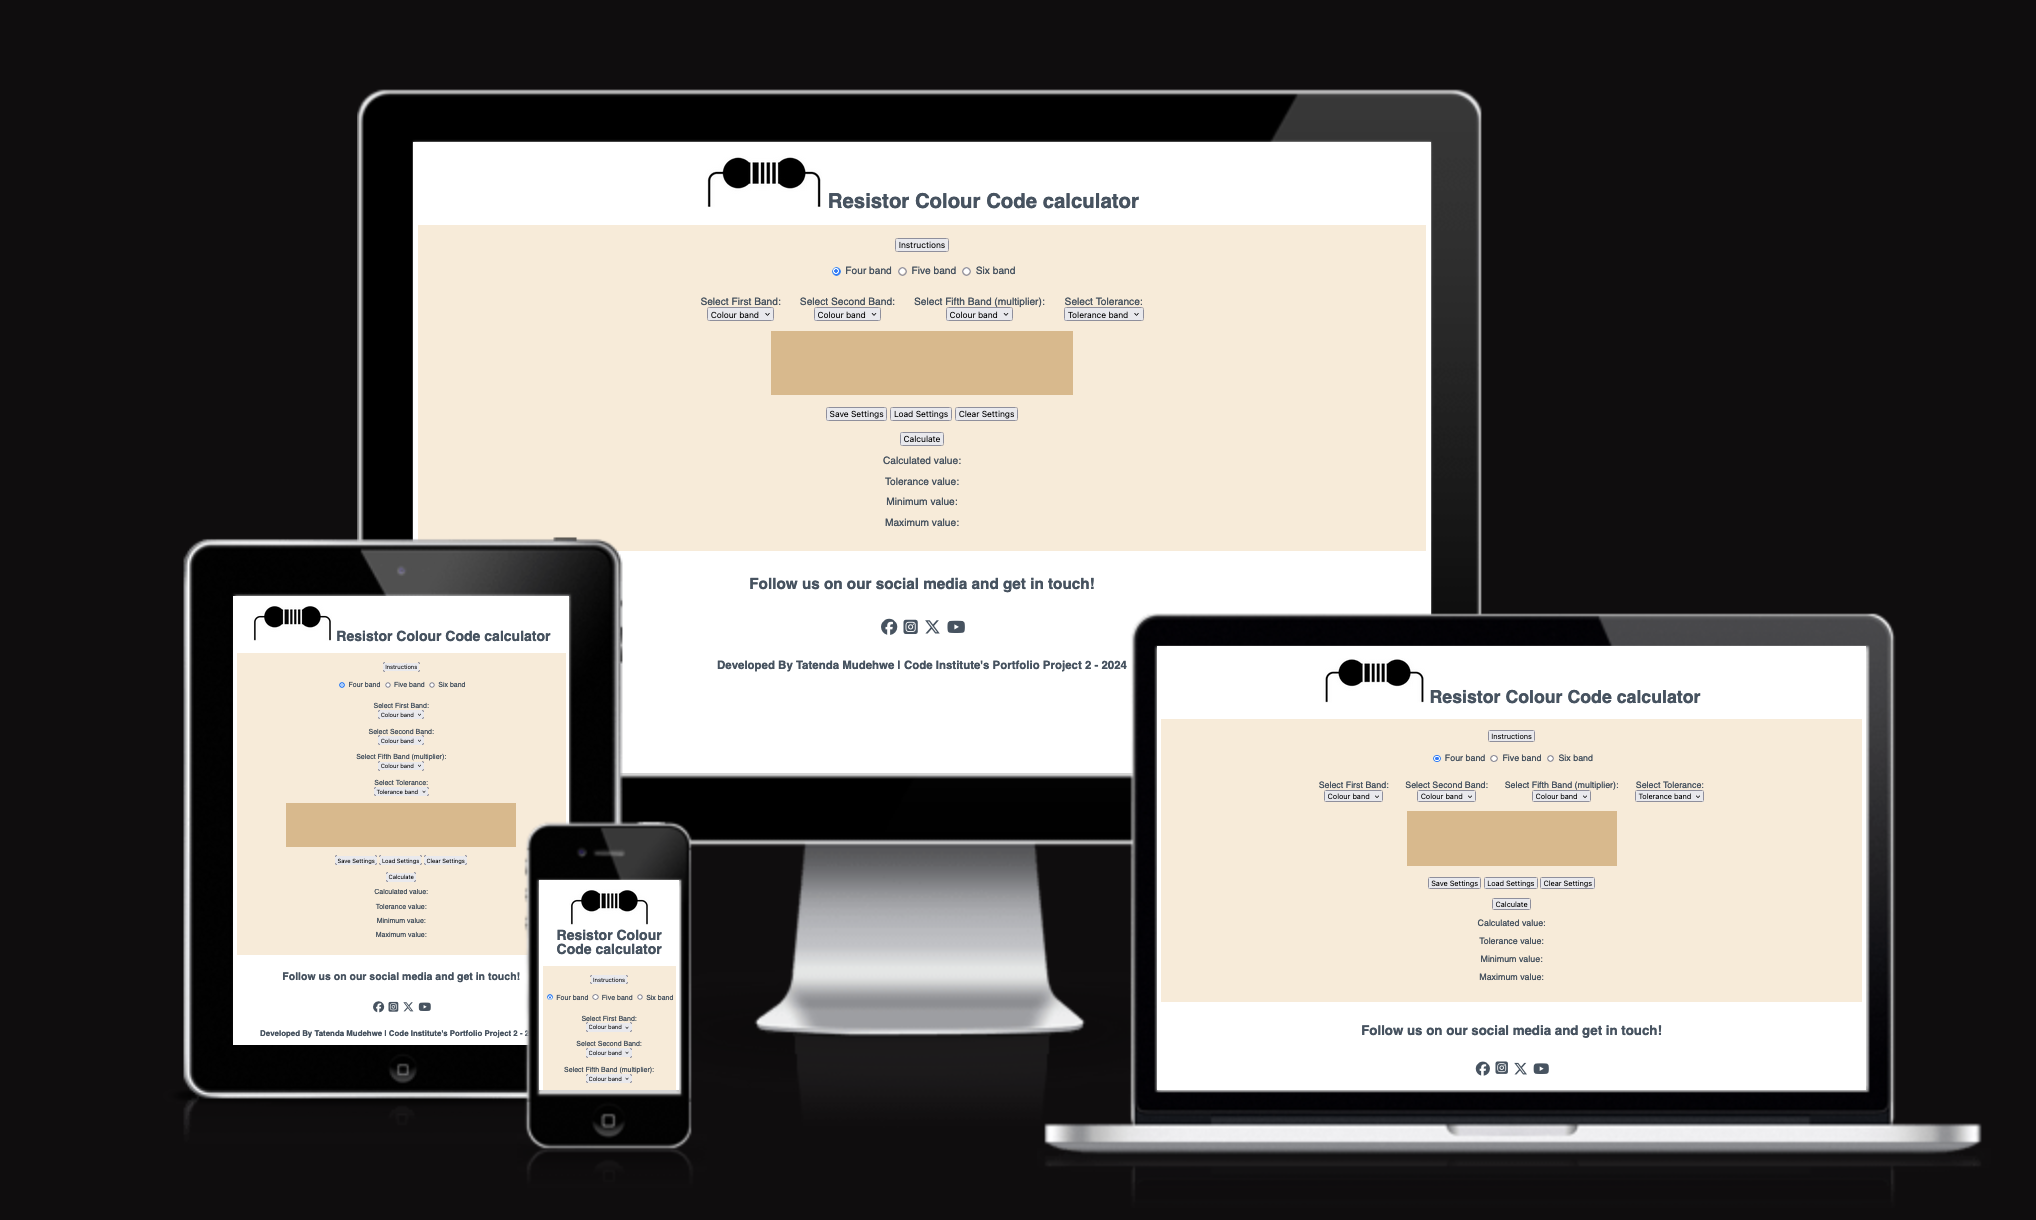 Resistor Colour Code calculator
Instructions
Four band Five band Six band
Select First Band: Select Second Band: Select Fifth Band (multiplier): Select Tolerance:
Colour band Colour band Colour band Tolerance band
Save Settings Load Settings Clear Settings
Calculate
Calculated value:
Tolerance value:
Minimum value:
Maximum value:
Follow us on our social media and get in touch!
Developed By Tatenda Mudehwe | Code Institute's Portfolio Project 2 - 2024
Resistor Colour Code calculator
Instructions
Four band Five band Six band
Select First Band:
Colour band
Select Second Band:
Colour band
Select Fifth Band (multiplier):
Colour band
Select Tolerance:
Tolerance band
Save Settings Load Settings Clear Settings
Calculate
Calculated value:
Tolerance value:
Minimum value:
Maximum value:
Follow us on our social media and get in touch!
Developed By Tatenda Mudehwe | Code Institute's Portfolio Project 2 - 2
Resistor Colour
Code calculator
Instructions
Four band Five band Six band
Select First Band:
Colour band
Select Second Band:
Colour band
Select Fifth Band (multiplier):
Colour band
Resistor Colour Code calculator
Instructions
Four band Five band Six band
Select First Band: Select Second Band: Select Fifth Band (multiplier): Select Tolerance:
Colour band Colour band Colour band Tolerance band
Save Settings Load Settings Clear Settings
Calculate
Calculated value:
Tolerance value:
Minimum value:
Maximum value:
Follow us on our social media and get in touch!